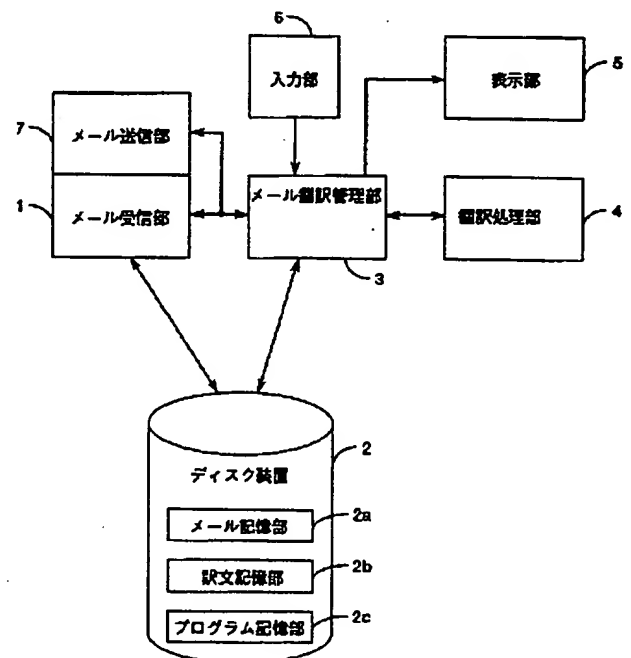 6
入力部
表示部
5
7
メール送信部
1
メール受信部
メール翻訳管理部
3
翻訳処理部
4
2
ディスク装置
メール記憶部
2a
訳文記憶部
2b
プログラム記憶部
2c